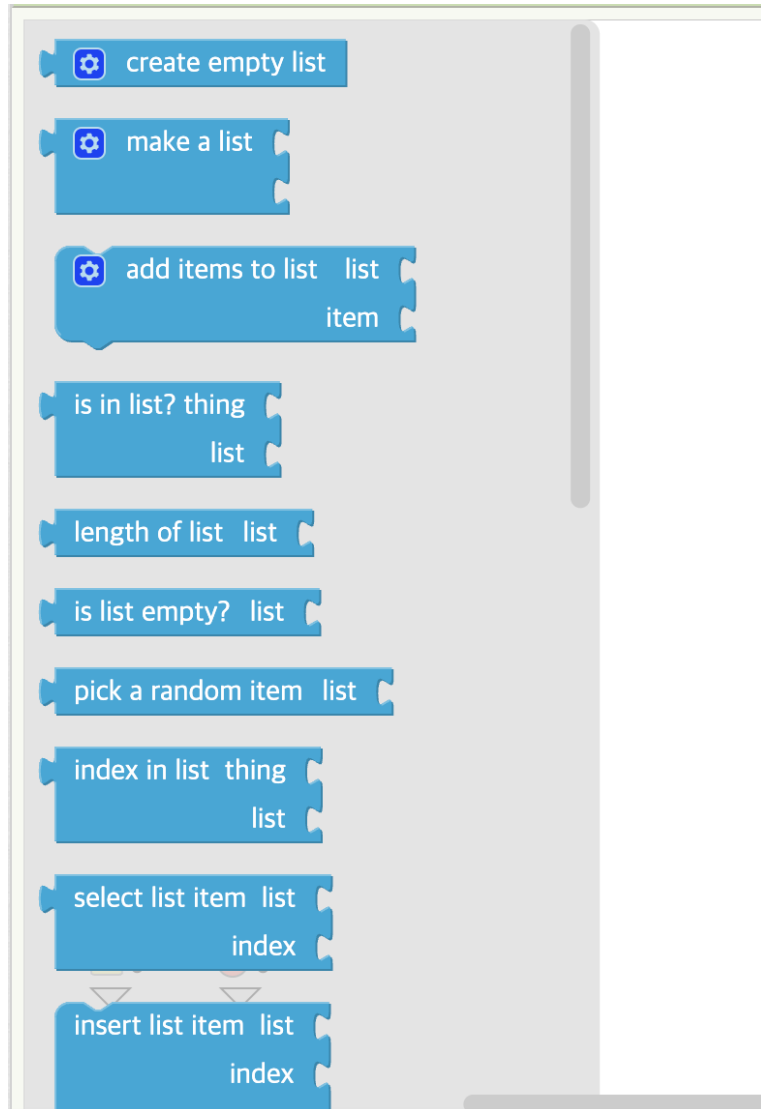 create empty list
make a list
add items to list list
item
is in list? thing
list
length of list list
is list empty? list
pick a random item list
index in list thing
list
select list item list
index
insert list item list
index